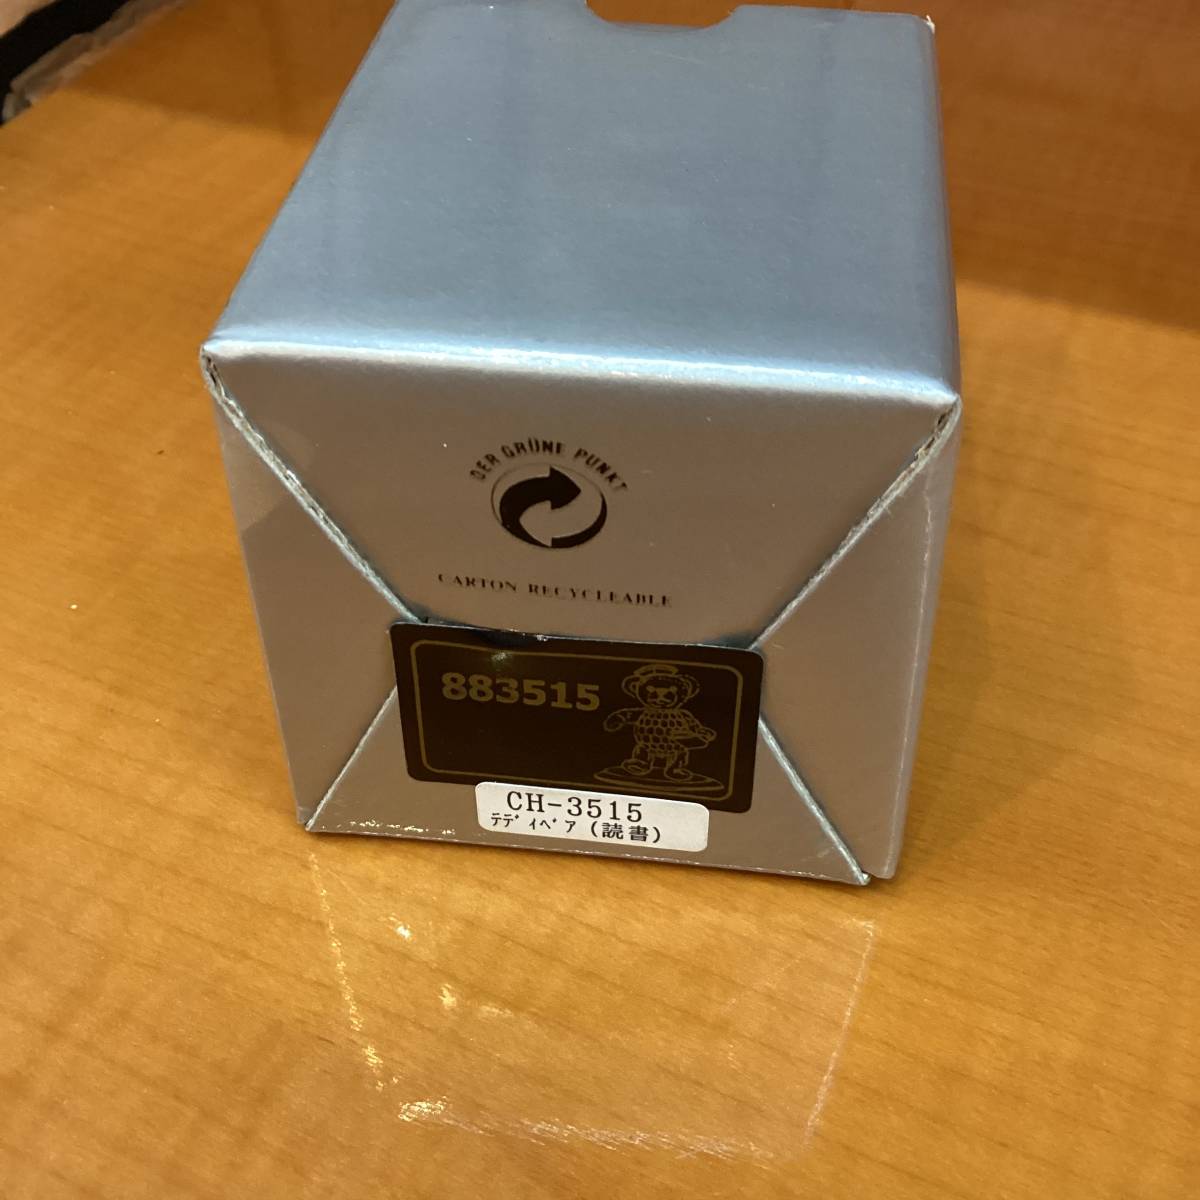 DER GRÜNE PUNKT
CARTON RECYCLEABLE
883515
CH-3515
ﾃﾃﾞｨﾍﾞｱ(読書)